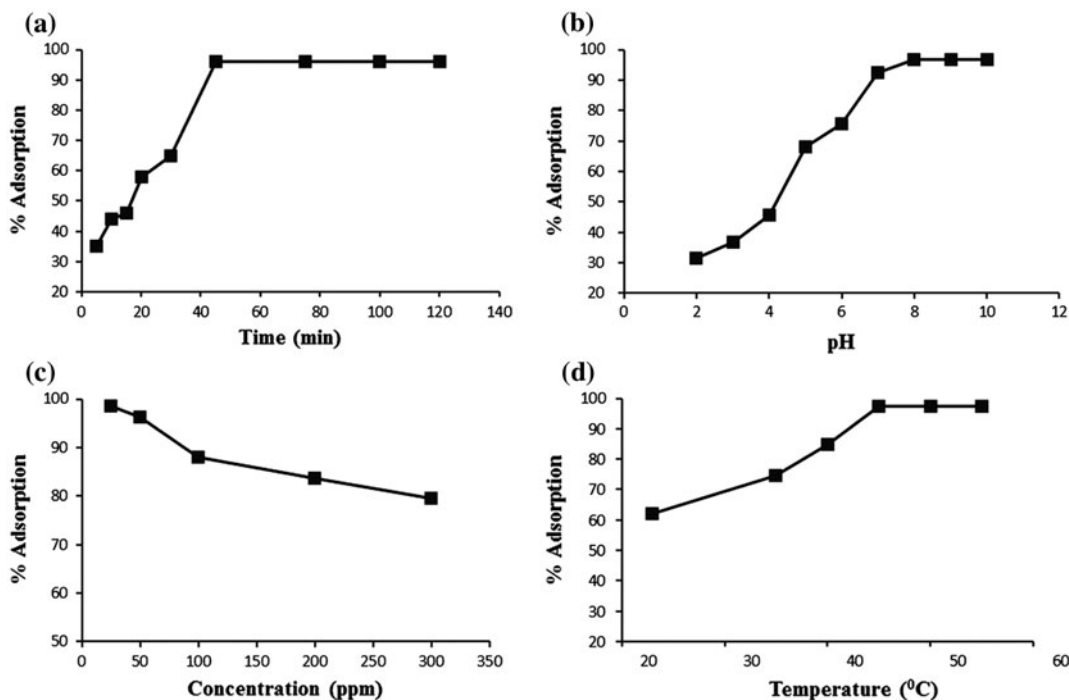 (a)
100
90
80
70
60
50
40
30
20
% Adsorption
0 20 40 60 80 100 120 140
Time (min)
(b)
100
90
80
70
60
50
40
30
20
% Adsorption
0 2 4 6 8 10 12
pH
(c)
100
90
80
70
60
50
% Adsorption
0 50 100 150 200 250 300 350
Concentration (ppm)
(d)
100
90
80
70
60
50
40
30
20
% Adsorption
20 30 40 50 60
Temperature (⁰C)